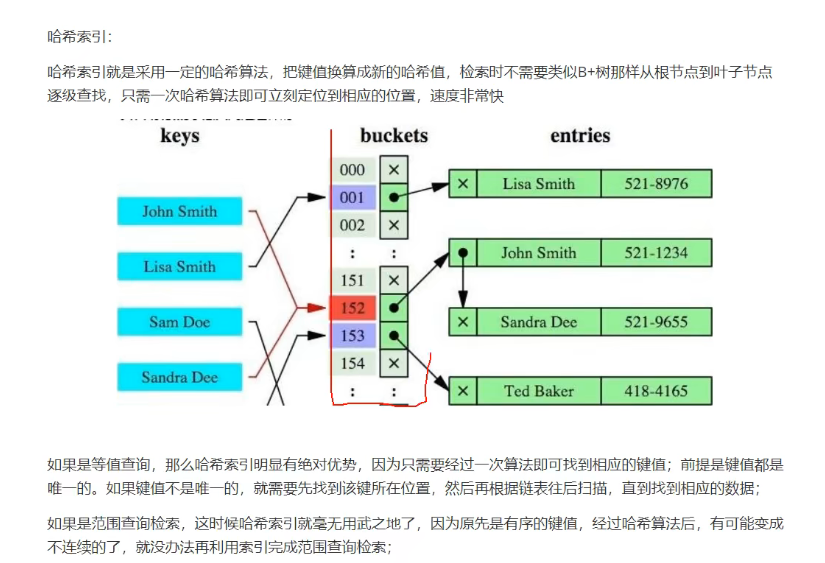 哈希索引：
哈希索引就是采用一定的哈希算法，把键值换算成新的哈希值，检索时不需要类似B+树那样从根节点到叶子节点
逐级查找，只需一次哈希算法即可立刻定位到相应的位置，速度非常快
keys buckets entries
000
Lisa Smith 521-8976
001
John Smith
002
: :
John Smith 521-1234
Lisa Smith
151
152
Sam Doe
Sandra Dee 521-9655
153
154
Sandra Dee
: :
Ted Baker 418-4165
如果是等值查询，那么哈希索引明显有绝对优势，因为只需要经过一次算法即可找到相应的键值；前提是键值都是
唯一的。如果键值不是唯一的，就需要先找到该键所在位置，然后再根据链表往后扫描，直到找到相应的数据；
如果是范围查询检索，这时候哈希索引就毫无用武之地了，因为原先是有序的键值，经过哈希算法后，有可能变成
不连续的了，就没办法再利用索引完成范围查询检索；